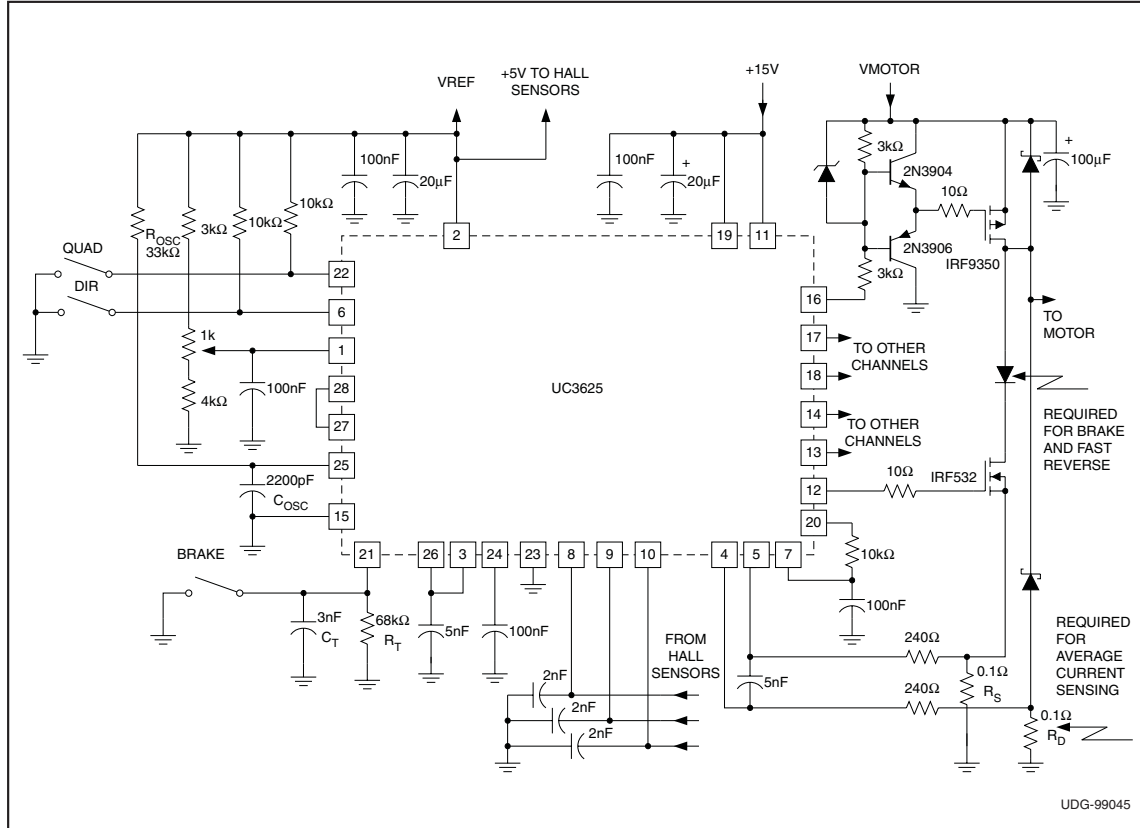 +5V TO HALL
SENSORS
VREF
+15V
VMOTOR
3kΩ
2N3904
100nF
20µF
100nF
+
20µF
+
100µF
10Ω
10kΩ
10kΩ
3kΩ
R_OSC
33kΩ
2
19
11
2N3906
IRF9350
3kΩ
QUAD
22
DIR
6
16
TO
MOTOR
1k
1
17
TO OTHER
CHANNELS
18
100nF
28
UC3625
4kΩ
27
14
TO OTHER
CHANNELS
13
REQUIRED
FOR BRAKE
AND FAST
REVERSE
25
2200pF
C_OSC
12
10Ω
IRF532
15
20
BRAKE
21
26
3
24
23
8
9
10
4
5
7
10kΩ
3nF
C_T
68kΩ
R_T
5nF
100nF
100nF
FROM
HALL
SENSORS
240Ω
5nF
240Ω
0.1Ω
R_S
REQUIRED
FOR
AVERAGE
CURRENT
SENSING
2nF
2nF
2nF
0.1Ω
R_D
UDG-99045